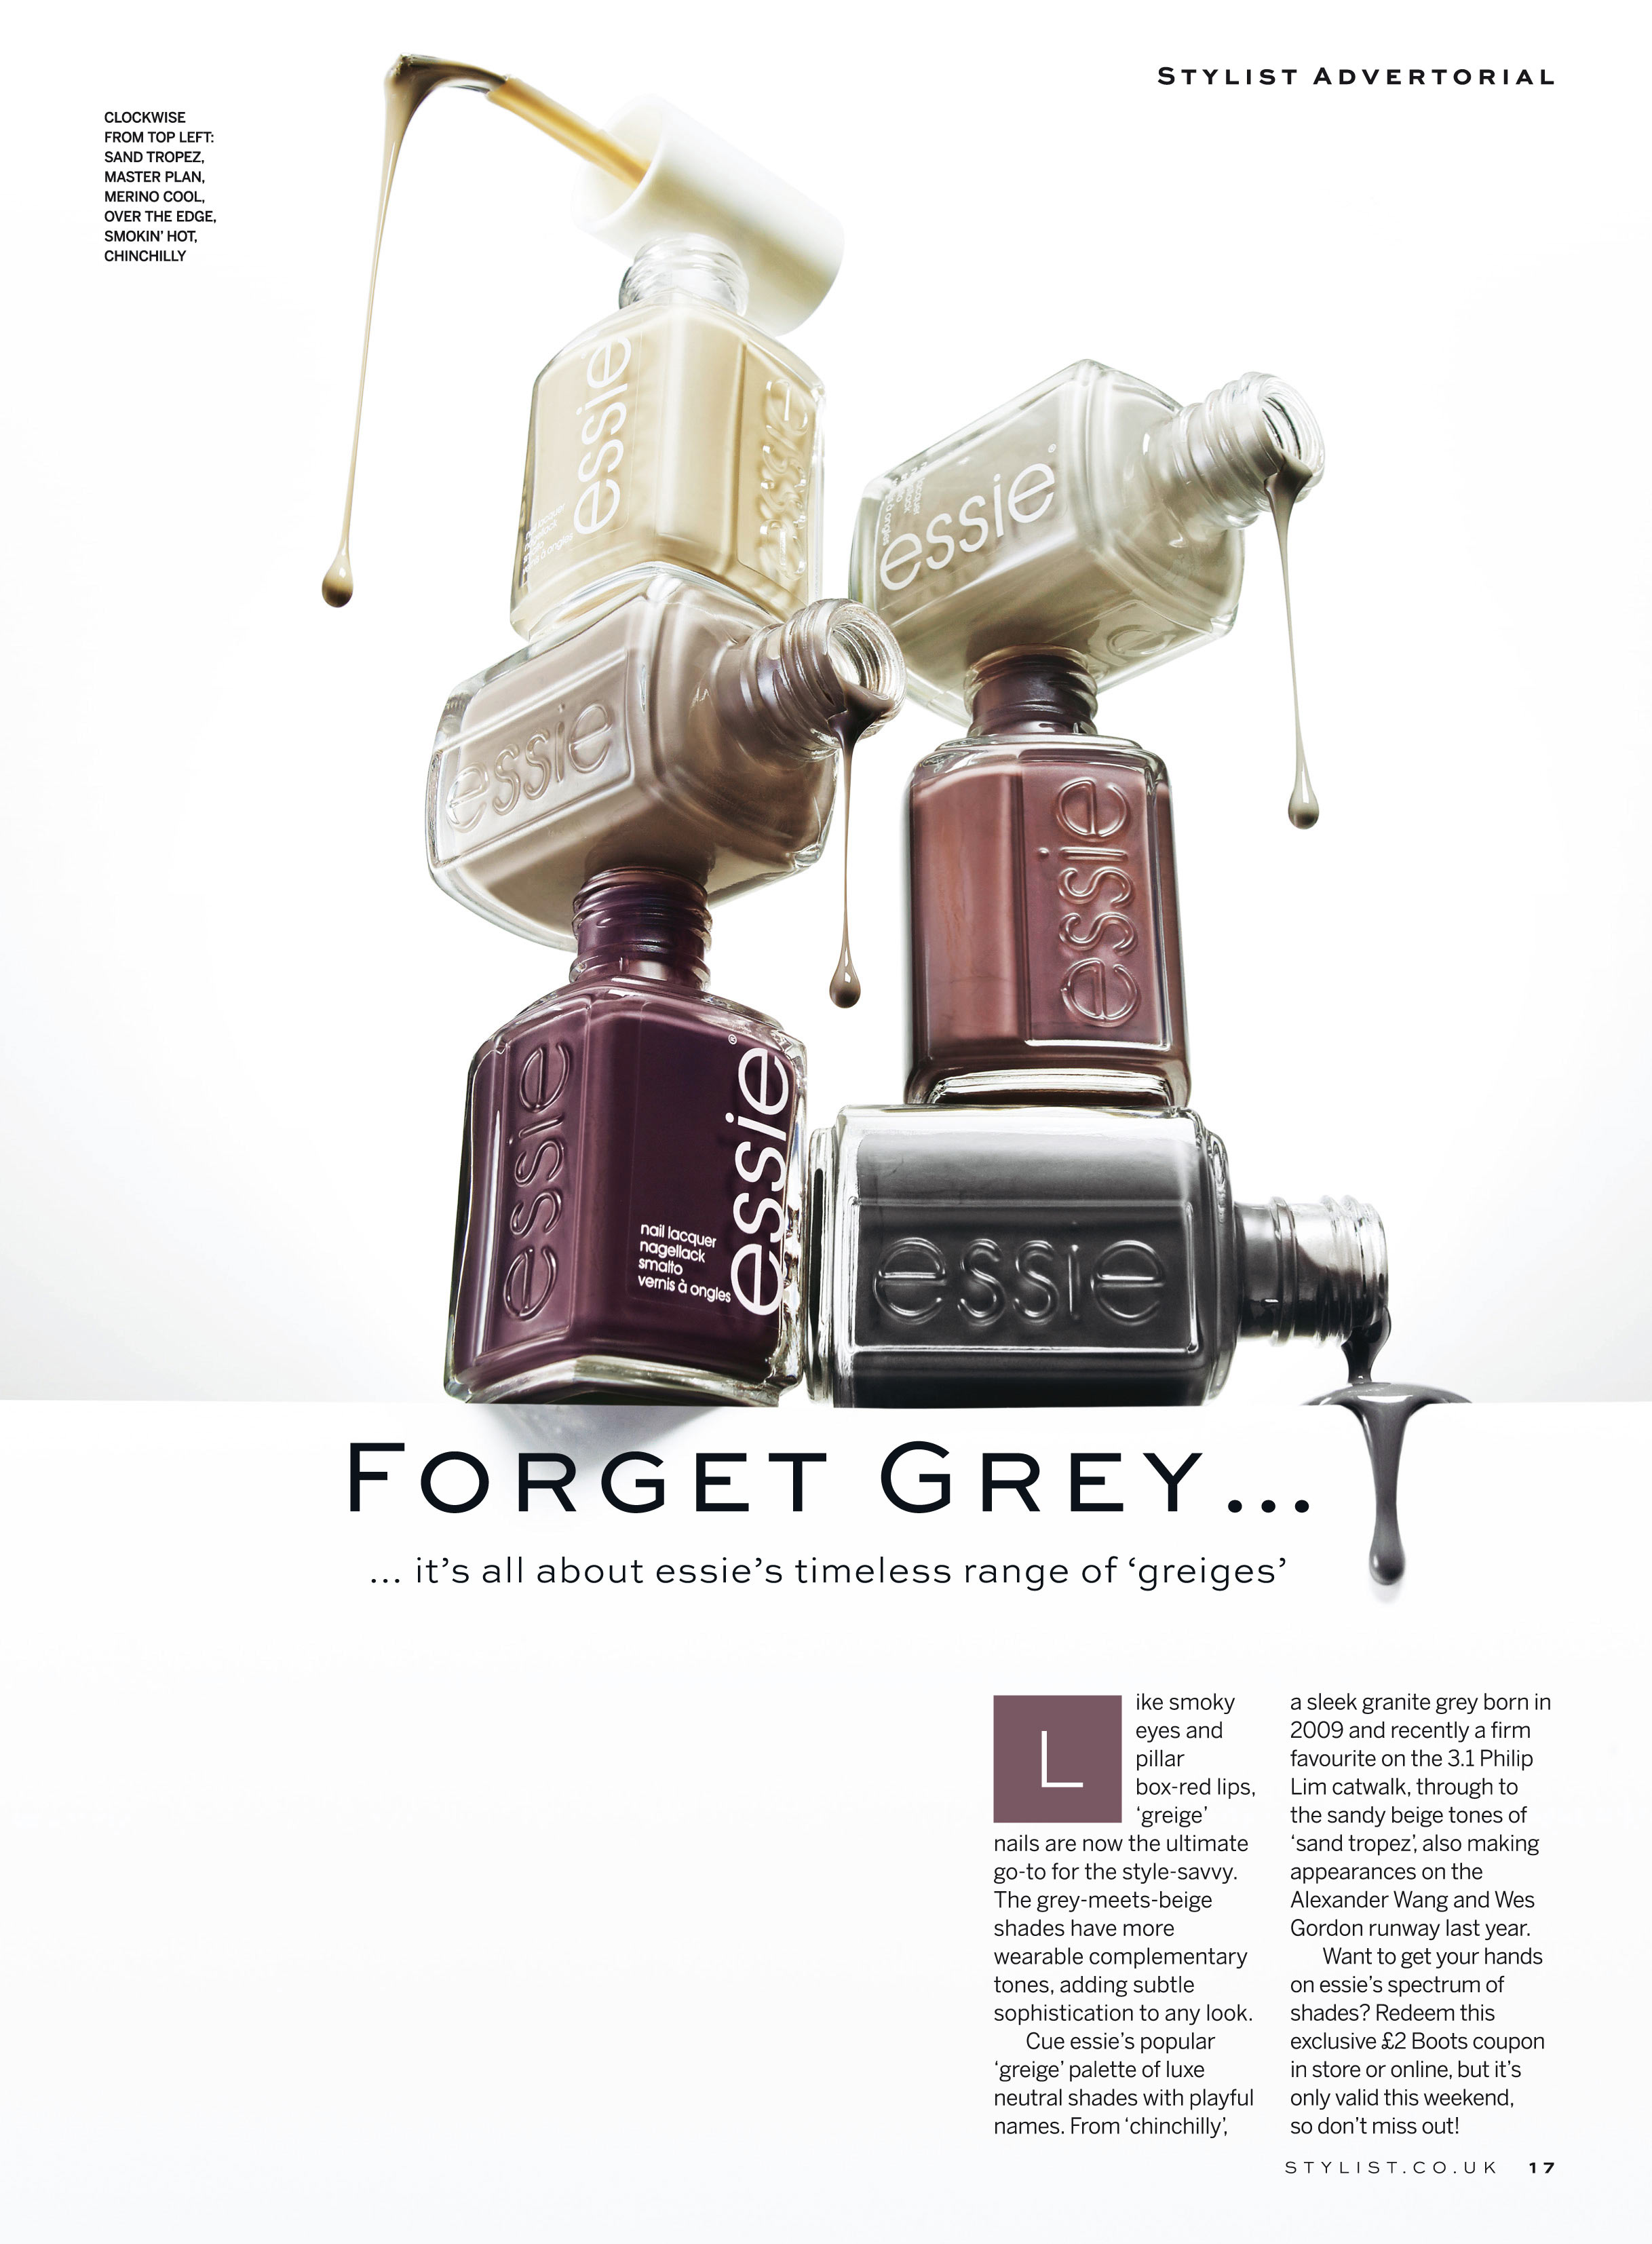 STYLIST ADVERTORIAL
CLOCKWISE
FROM TOP LEFT:
SAND TROPEZ,
MASTER PLAN,
MERINO COOL,
OVER THE EDGE,
SMOKIN' HOT,
CHINCHILLY
essie
essie
essie®
essie
essie
essie
nail lacquer
nagellack
smalto
vernis à ongles
essie®
essie
FORGET GREY...
... it's all about essie's timeless range of 'greiges'
Like smoky
eyes and
pillar
box-red lips,
'greige'
nails are now the ultimate
go-to for the style-savvy.
The grey-meets-beige
shades have more
wearable complementary
tones, adding subtle
sophistication to any look.
Cue essie's popular
'greige' palette of luxe
neutral shades with playful
names. From 'chinchilly',
a sleek granite grey born in
2009 and recently a firm
favourite on the 3.1 Philip
Lim catwalk, through to
the sandy beige tones of
'sand tropez', also making
appearances on the
Alexander Wang and Wes
Gordon runway last year.
Want to get your hands
on essie's spectrum of
shades? Redeem this
exclusive £2 Boots coupon
in store or online, but it's
only valid this weekend,
so don't miss out!
STYLIST.CO.UK 17